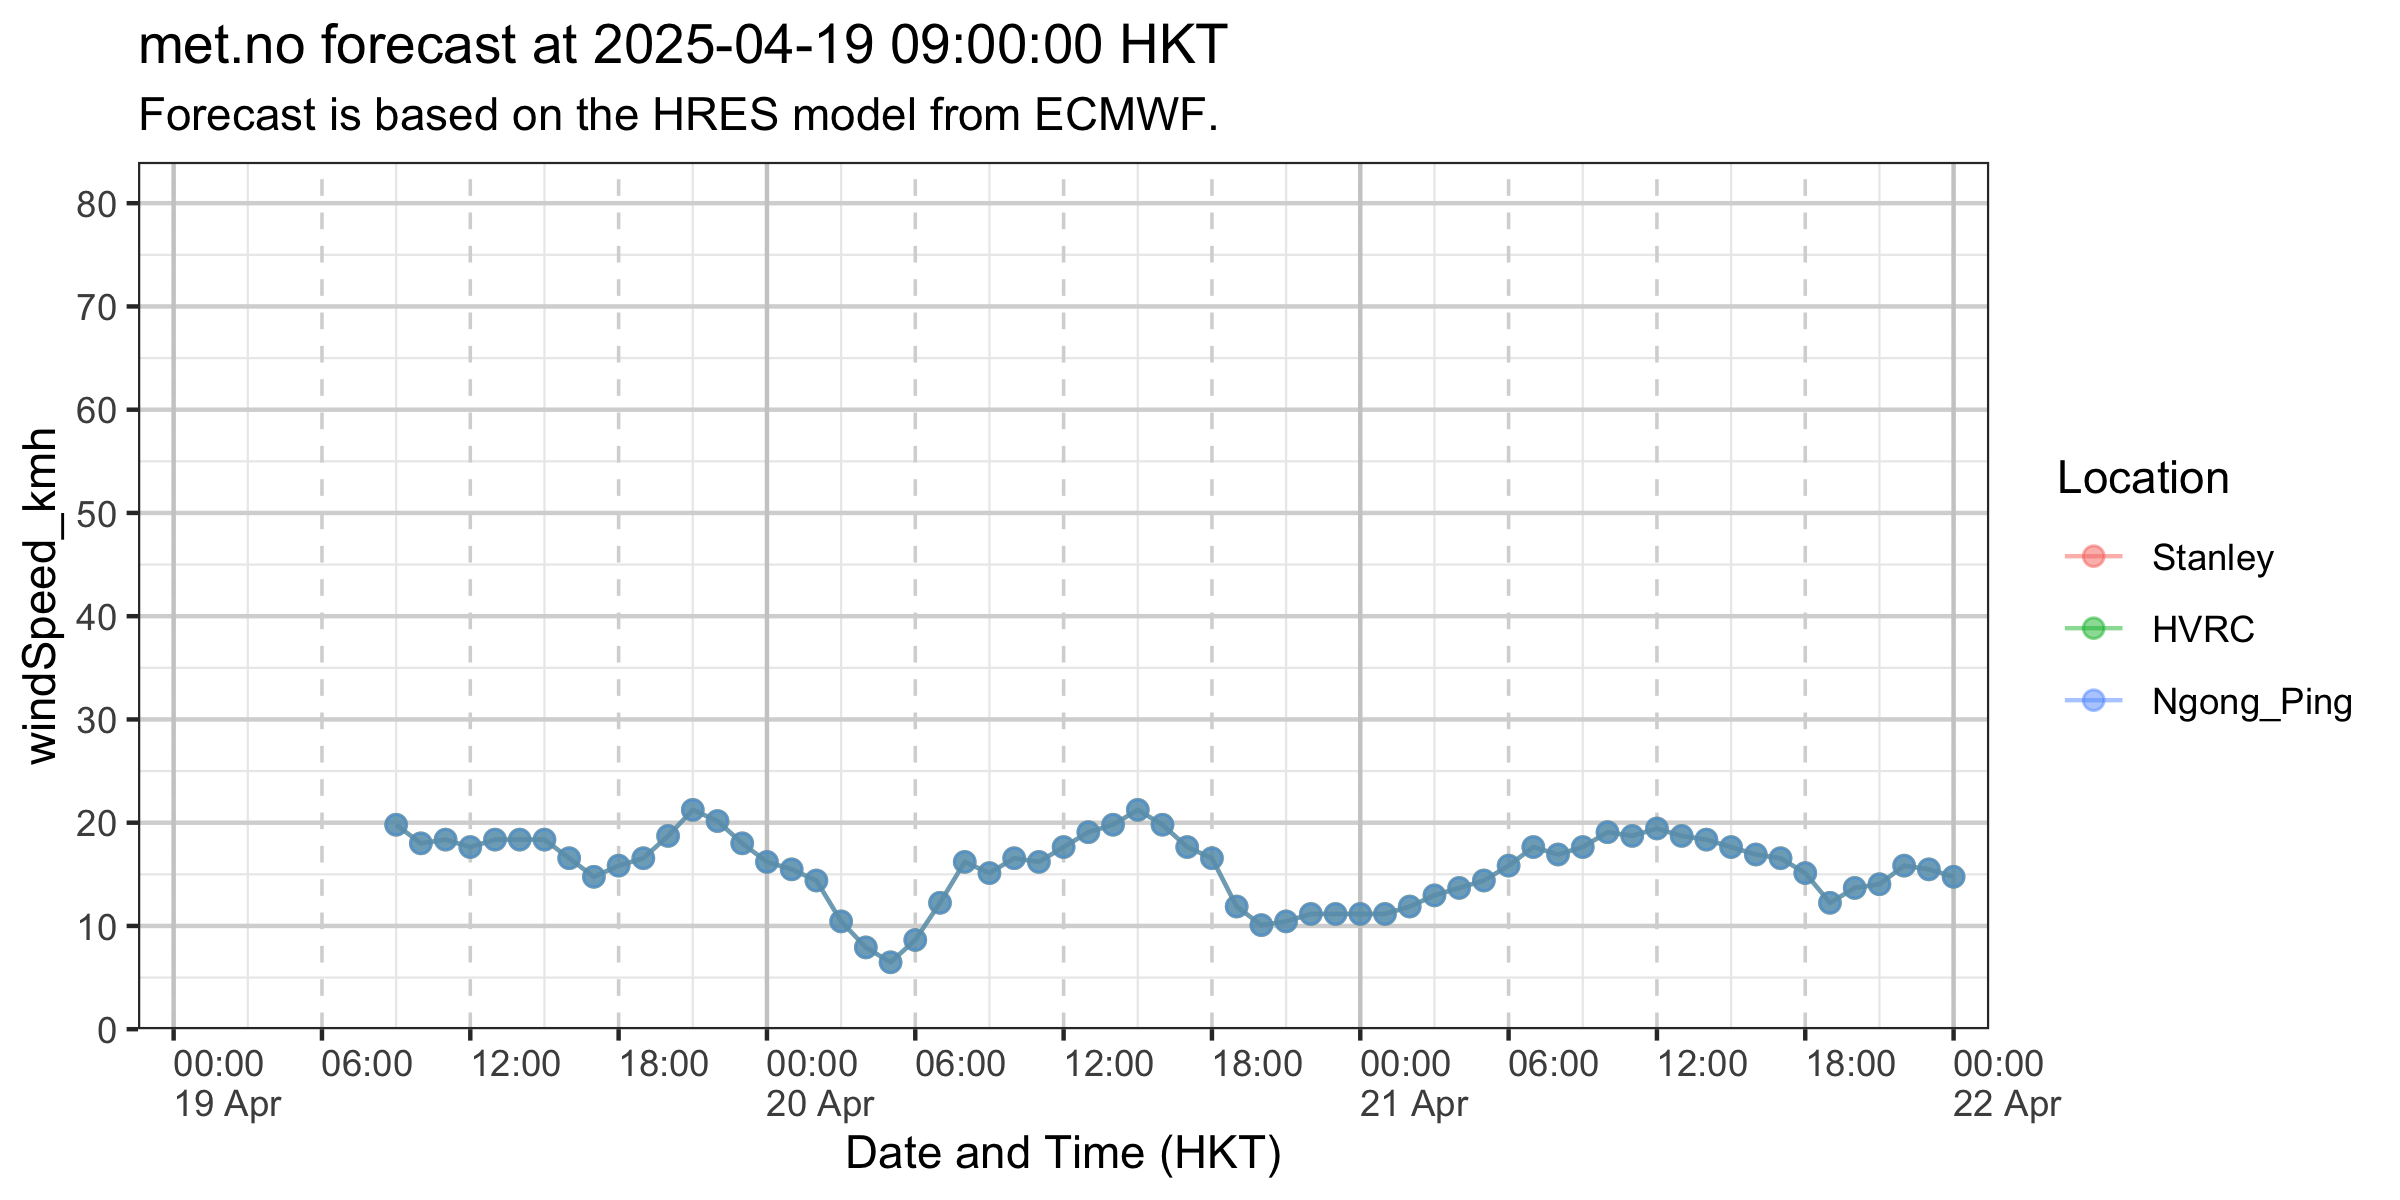 met.no forecast at 2025-04-19 09:00:00 HKT
Forecast is based on the HRES model from ECMWF.
windSpeed_kmh
80
70
60
50
40
30
20
10
0
00:00 06:00 12:00 18:00 00:00 06:00 12:00 18:00 00:00 06:00 12:00 18:00 00:00
19 Apr 20 Apr 21 Apr 22 Apr
Date and Time (HKT)
Location
Stanley
HVRC
Ngong_Ping